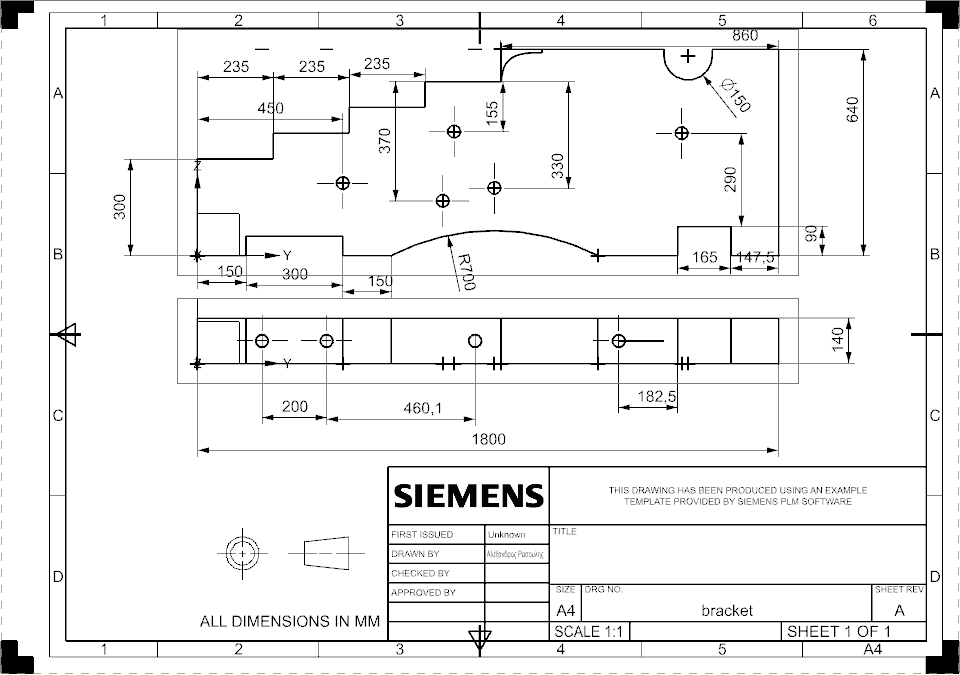 1 2 3 4 5 6
860
235 235 235
A A
450
155
Ø150
640
370
330
290
Z
300
90
B B
Y
150 300 150
R700
165 147,5
140
Z Y
200 460,1 182,5
C C
1800
SIEMENS
THIS DRAWING HAS BEEN PRODUCED USING AN EXAMPLE
TEMPLATE PROVIDED BY SIEMENS PLM SOFTWARE
FIRST ISSUED Unknown
TITLE
DRAWN BY
CHECKED BY
D D
APPROVED BY
SIZE DRG NO. SHEET REV
A4 bracket A
ALL DIMENSIONS IN MM
SCALE 1:1 SHEET 1 OF 1
1 2 3 4 5 A4